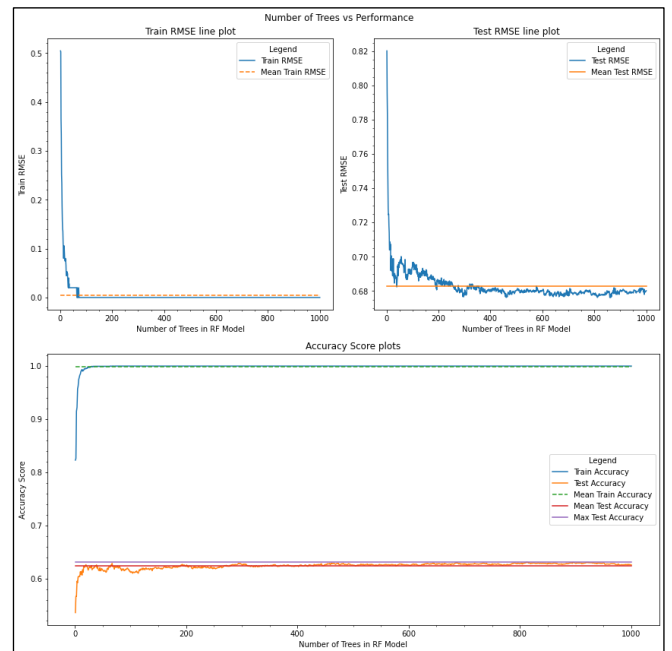 Number of Trees vs Performance
Train RMSE line plot
Legend
Train RMSE
Mean Train RMSE
0.5
0.4
0.3
0.2
0.1
0.0
Train RMSE
0
200
400
600
800
1000
Number of Trees in RF Model
Test RMSE line plot
Legend
Test RMSE
Mean Test RMSE
0.82
0.80
0.78
0.76
0.74
0.72
0.70
0.68
Test RMSE
0
200
400
600
800
1000
Number of Trees in RF Model
Accuracy Score plots
1.0
0.9
0.8
0.7
0.6
Accuracy Score
Legend
Train Accuracy
Test Accuracy
Mean Train Accuracy
Mean Test Accuracy
Max Test Accuracy
0
200
400
600
800
1000
Number of Trees in RF Model